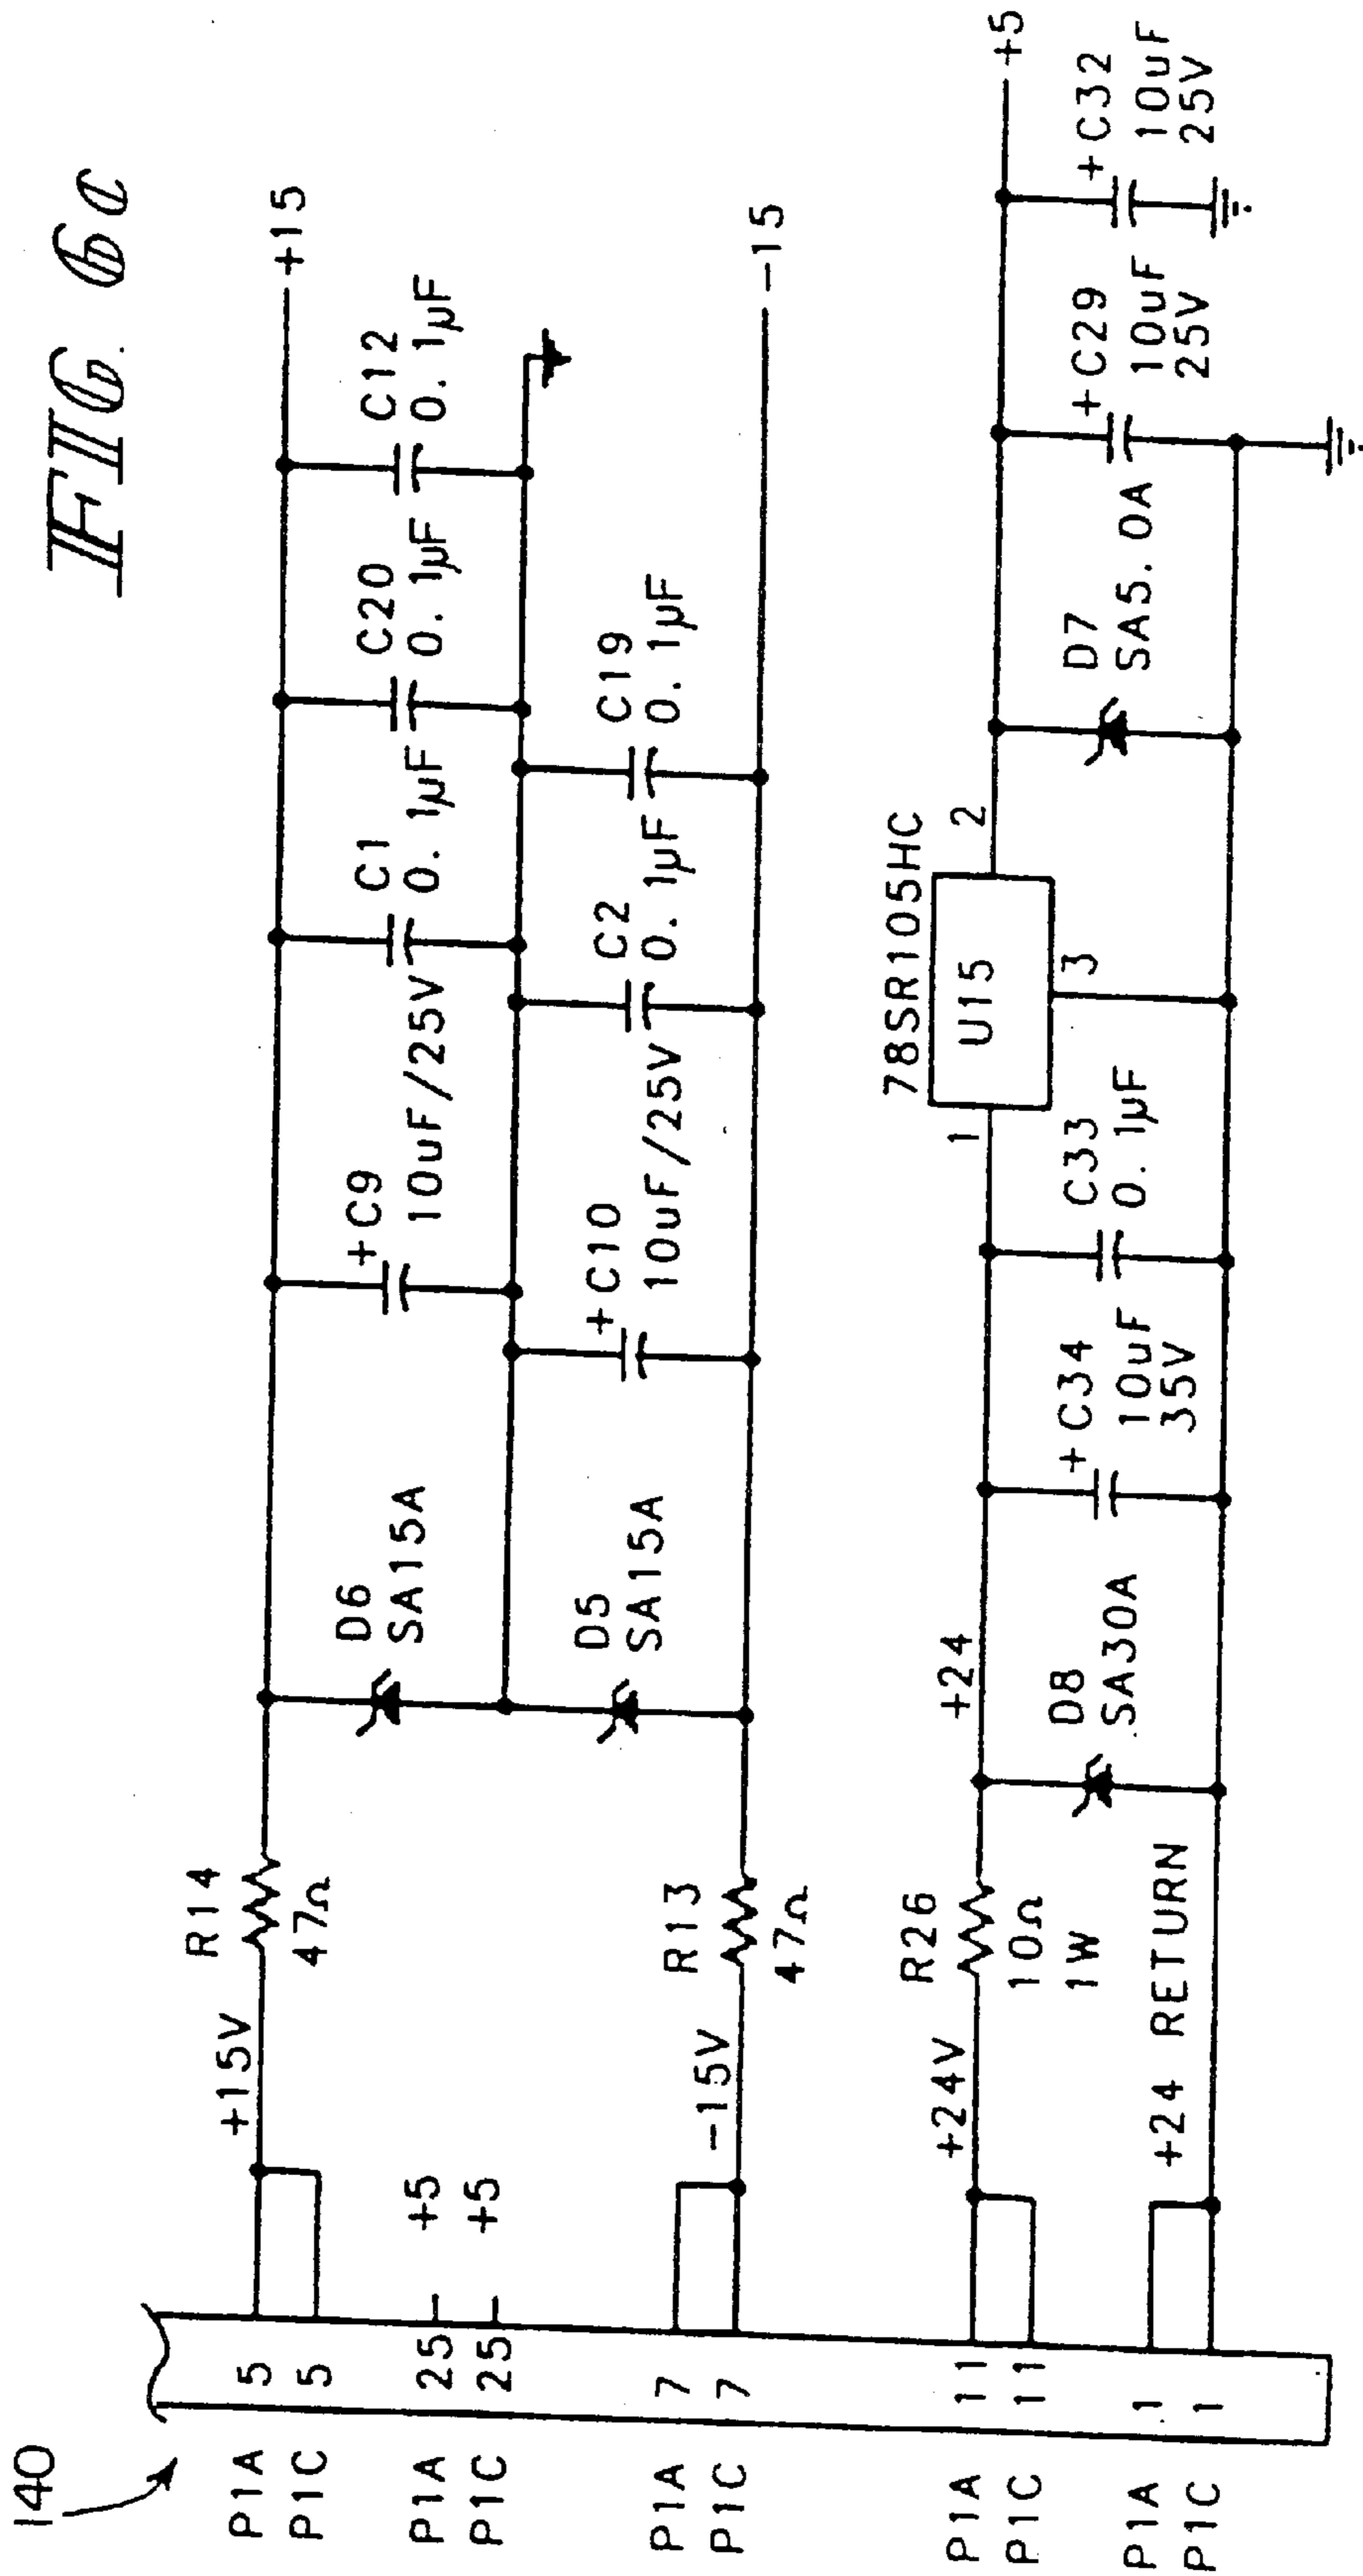 FIG. 6c
140
P1A 5
P1C 5
+15V
R14
47Ω
D6
SA15A
+C9
10uF/25V
C1
0.1µF
C20
0.1µF
C12
0.1µF
+15
P1A 25 +5
P1C 25 +5
P1A 7
P1C 7
-15V
R13
47Ω
D5
SA15A
+C10
10uF/25V
C2
0.1µF
C19
0.1µF
-15
P1A 11
P1C 11
+24V
R26
10Ω
1W
+24
D8
SA30A
+C34
10uF
35V
C33
0.1µF
78SR105HC
1 U15 2
3
D7
SA5.0A
+C29
10uF
25V
+C32
10uF
25V
+5
P1A 1
P1C 1
+24 RETURN